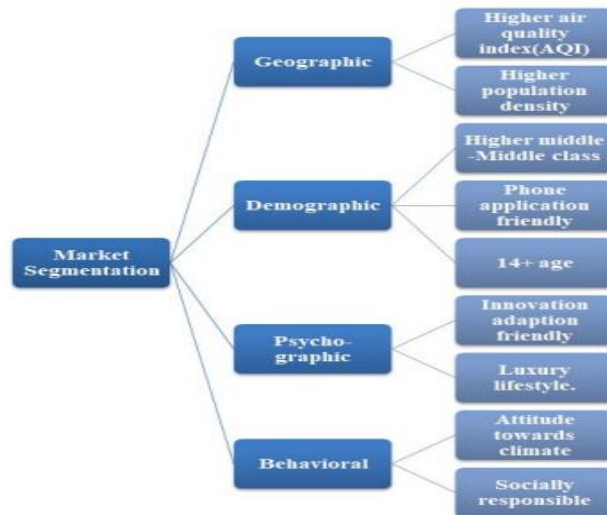 Market
Segmentation
Geographic
Higher air
quality
index(AQI)
Higher
population
density
Demographic
Higher middle
-Middle class
Phone
application
friendly
14+ age
Psycho-
graphic
Innovation
adaption
friendly
Luxury
lifestyle.
Behavioral
Attitude
towards
climate
Socially
responsible